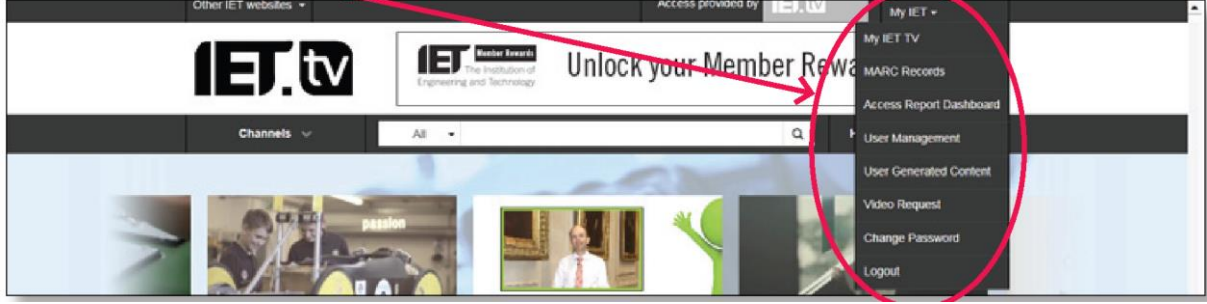 Other IET websites
Access provided by
IET.tv
My IET
My IET TV
MARC Records
Access Report Dashboard
User Management
User Generated Content
Video Request
Change Password
Logout
IET.tv
IET
Member Rewards
The Institution of
Engineering and Technology
Unlock your Member Rewa
Channels
All
H
passion